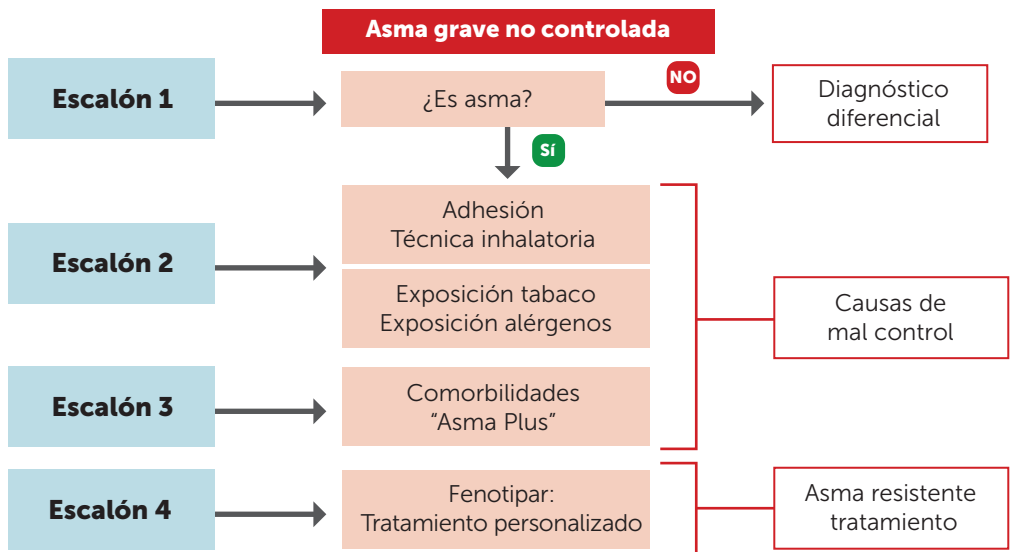 Asma grave no controlada
Escalón 1
¿Es asma?
NO
Diagnóstico
diferencial
Sí
Escalón 2
Adhesión
Técnica inhalatoria
Exposición tabaco
Exposición alérgenos
Causas de
mal control
Escalón 3
Comorbilidades
“Asma Plus”
Escalón 4
Fenotipar:
Tratamiento personalizado
Asma resistente
tratamiento